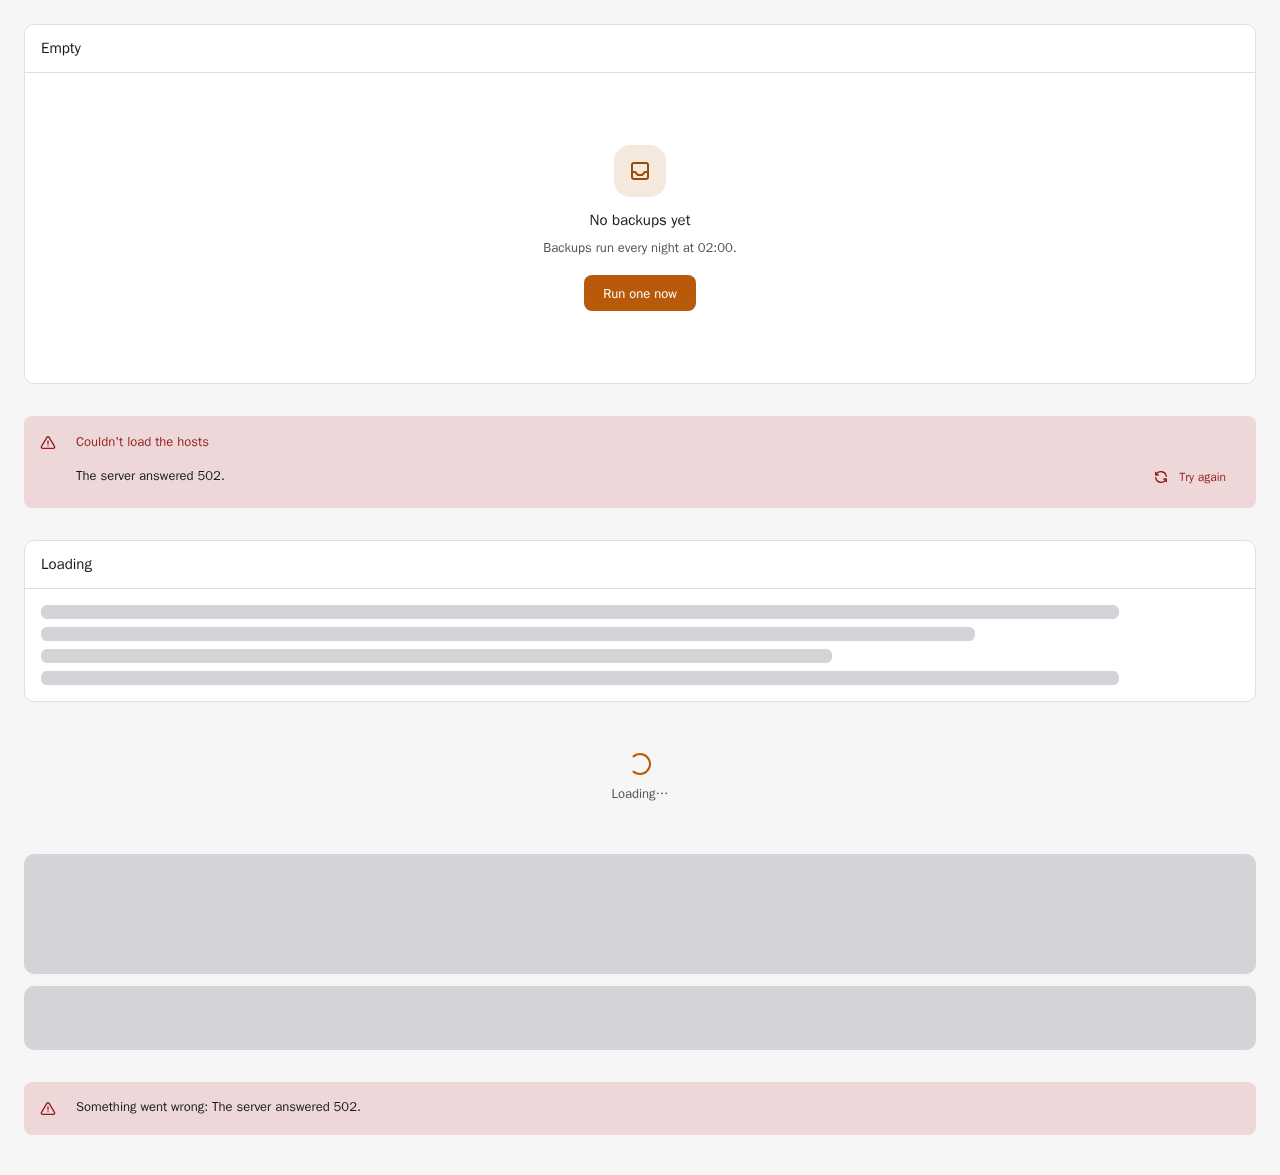 Empty
No backups yet
Backups run every night at 02:00.
Run one now
Couldn't load the hosts
The server answered 502.
Try again
Loading
Loading…
Something went wrong: The server answered 502.